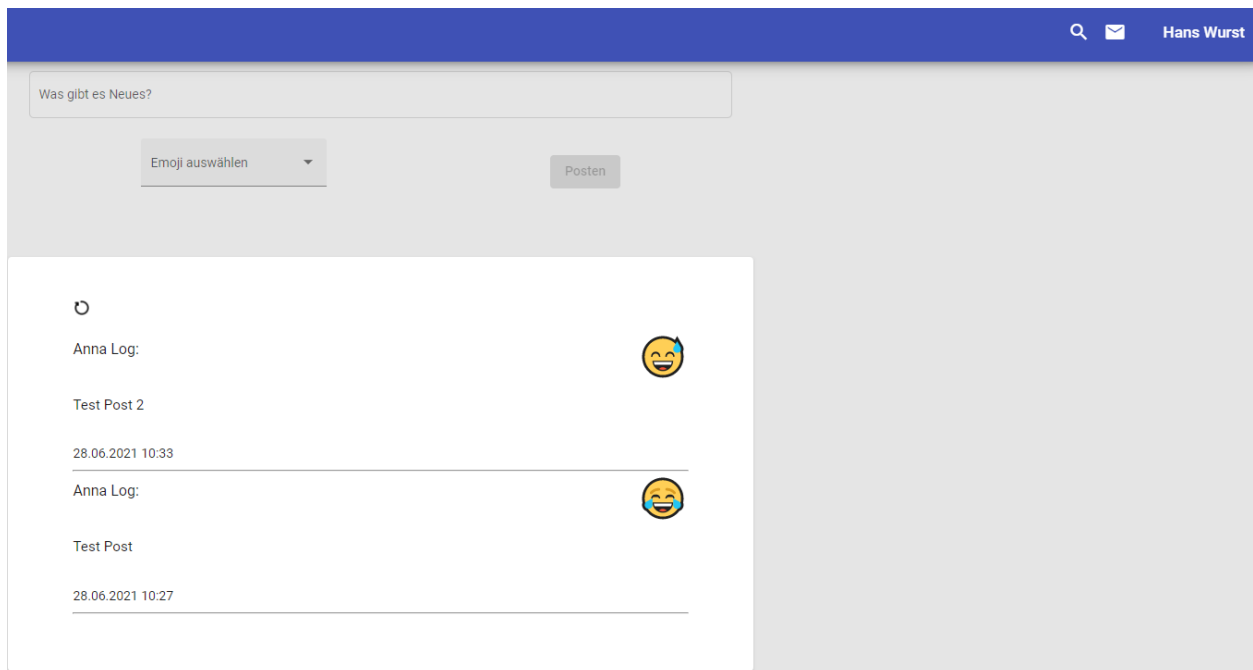 Hans Wurst
Was gibt es Neues?
Emoji auswählen
Posten
Anna Log:
Test Post 2
28.06.2021 10:33
Anna Log:
Test Post
28.06.2021 10:27